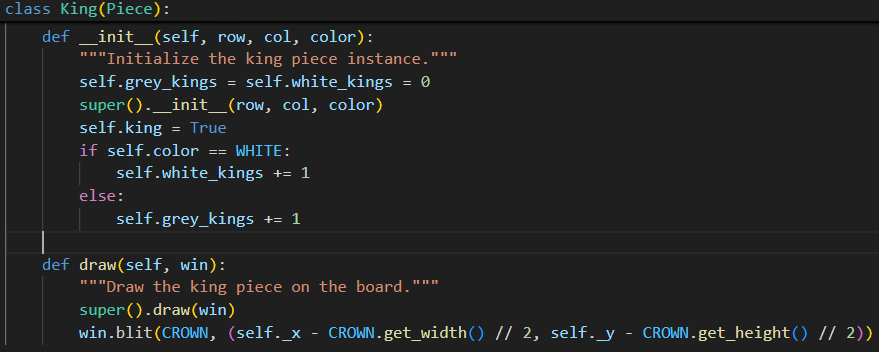 class King(Piece):
    def __init__(self, row, col, color):
        """Initialize the king piece instance."""
        self.grey_kings = self.white_kings = 0
        super().__init__(row, col, color)
        self.king = True
        if self.color == WHITE:
            self.white_kings += 1
        else:
            self.grey_kings += 1
    def draw(self, win):
        """Draw the king piece on the board."""
        super().draw(win)
        win.blit(CROWN, (self._x - CROWN.get_width() // 2, self._y - CROWN.get_height() // 2))